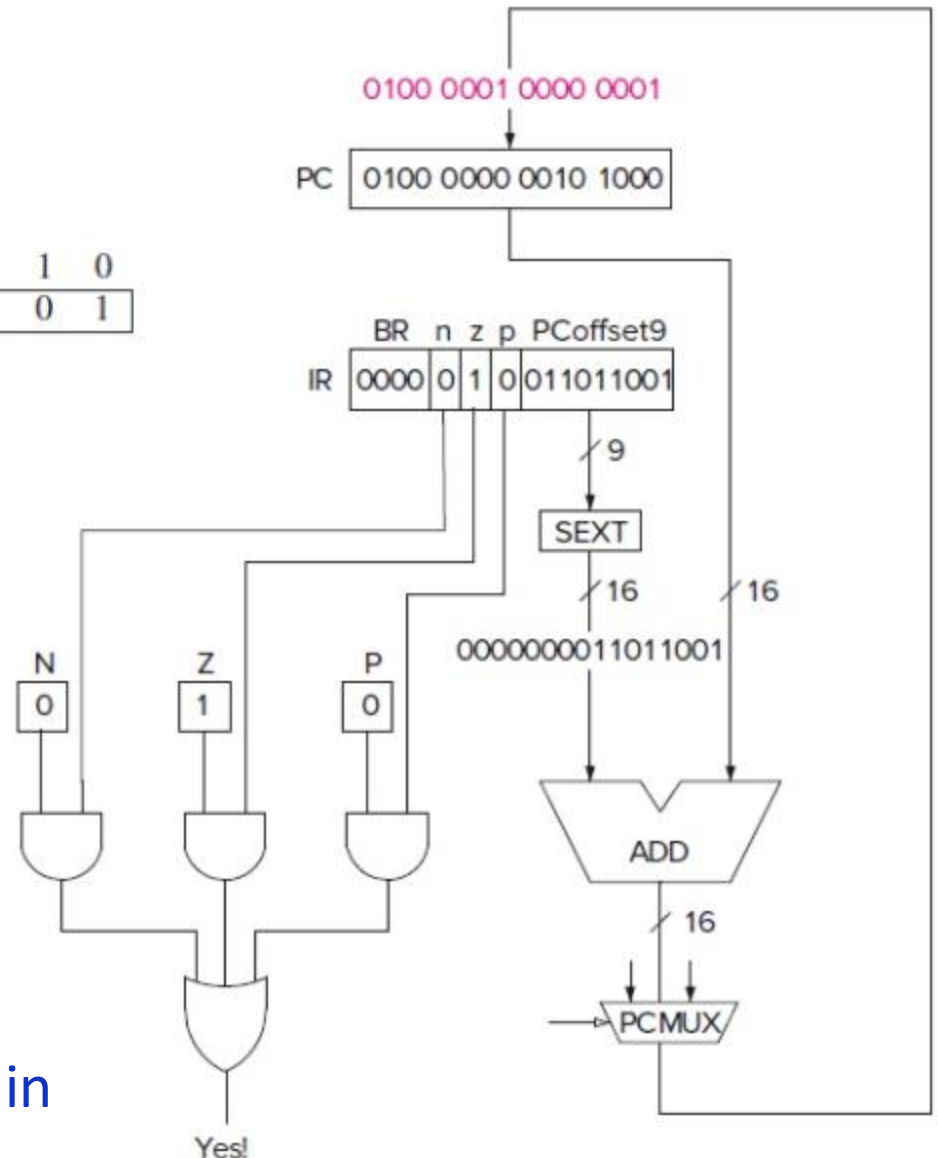 0100 0001 0000 0001
PC 0100 0000 0010 1000
1 0
0 1
BR n z p PCoffset9
IR 0000 0 1 0 011011001
9
SEXT
16 16
0000000011011001
N Z P
0 1 0
ADD
16
PCMUX
in
Yes!